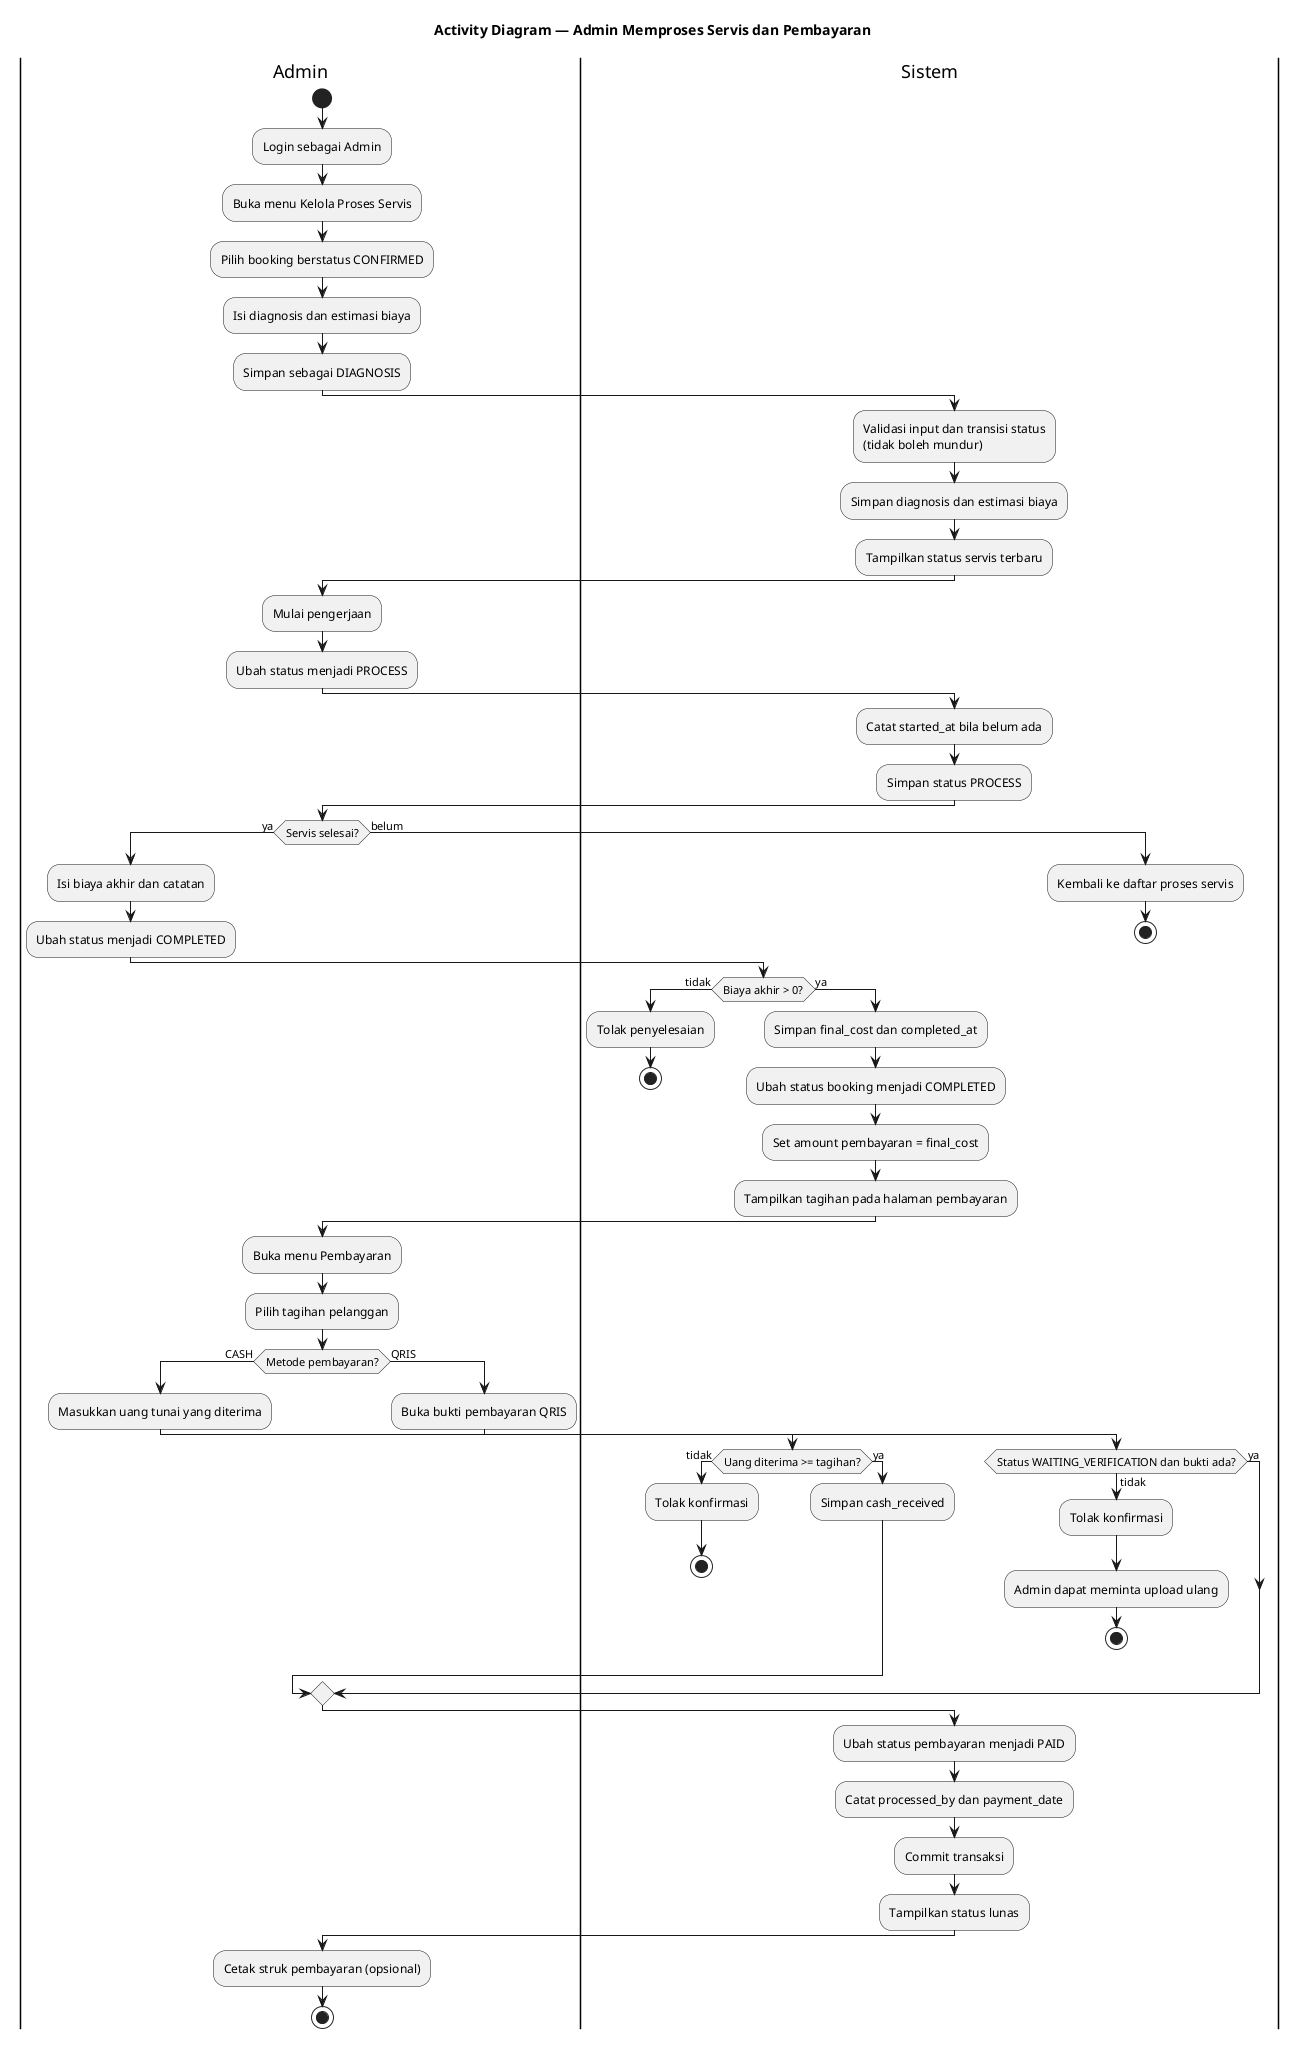 Activity Diagram — Admin Memproses Servis dan Pembayaran
Admin
Sistem
Login sebagai Admin
Buka menu Kelola Proses Servis
Pilih booking berstatus CONFIRMED
Isi diagnosis dan estimasi biaya
Simpan sebagai DIAGNOSIS
Validasi input dan transisi status
(tidak boleh mundur)
Simpan diagnosis dan estimasi biaya
Tampilkan status servis terbaru
Mulai pengerjaan
Ubah status menjadi PROCESS
Catat started_at bila belum ada
Simpan status PROCESS
ya
Servis selesai?
belum
Isi biaya akhir dan catatan
Kembali ke daftar proses servis
Ubah status menjadi COMPLETED
tidak
Biaya akhir > 0?
ya
Tolak penyelesaian
Simpan final_cost dan completed_at
Ubah status booking menjadi COMPLETED
Set amount pembayaran = final_cost
Tampilkan tagihan pada halaman pembayaran
Buka menu Pembayaran
Pilih tagihan pelanggan
CASH
Metode pembayaran?
QRIS
Masukkan uang tunai yang diterima
Buka bukti pembayaran QRIS
tidak
Uang diterima >= tagihan?
ya
Status WAITING_VERIFICATION dan bukti ada?
ya
tidak
Tolak konfirmasi
Simpan cash_received
Tolak konfirmasi
Admin dapat meminta upload ulang
Ubah status pembayaran menjadi PAID
Catat processed_by dan payment_date
Commit transaksi
Tampilkan status lunas
Cetak struk pembayaran (opsional)